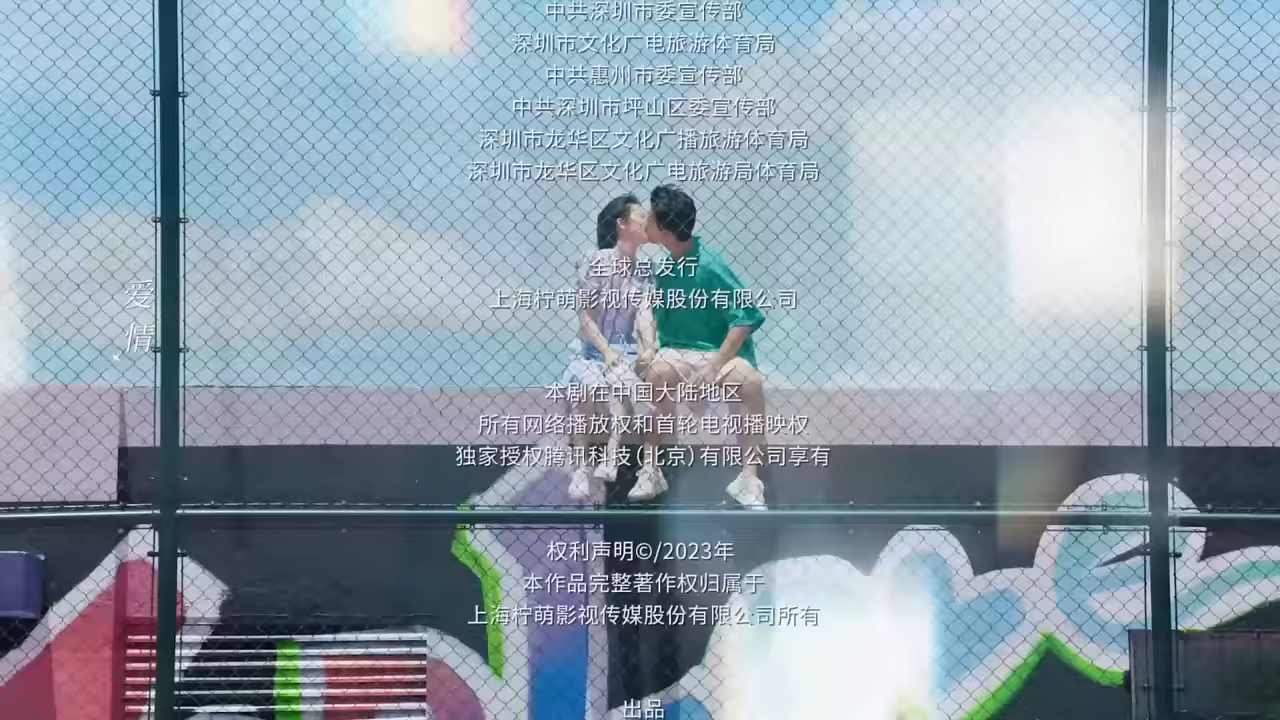 中共深圳市委宣传部
深圳市文化广电旅游体育局
中共惠州市委宣传部
中共深圳市坪山区委宣传部
深圳市龙华区文化广播旅游体育局
深圳市龙华区文化广电旅游局体育局
全球总发行
上海柠萌影视传媒股份有限公司
爱
情
本剧在中国大陆地区
所有网络播放权和首轮电视播映权
独家授权腾讯科技(北京)有限公司享有
权利声明©/2023年
本作品完整著作权归属于
上海柠萌影视传媒股份有限公司所有
出品